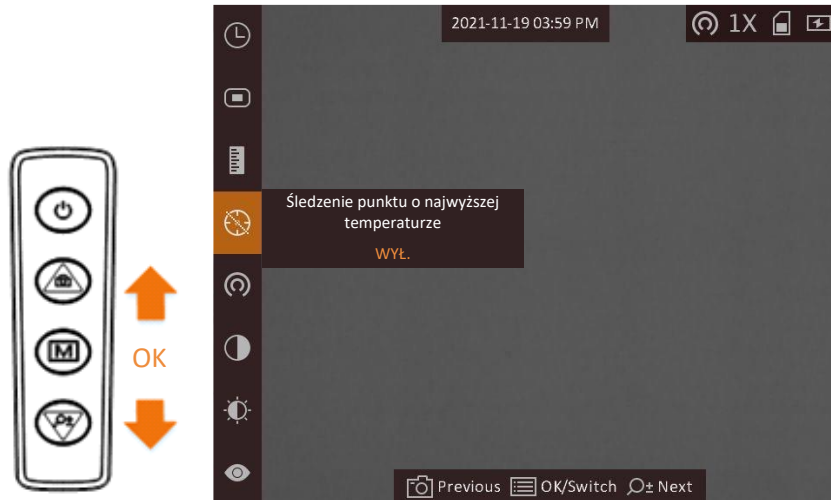 2021-11-19 03:59 PM
1X
Śledzenie punktu o najwyższej
temperaturze
WYŁ.
M
OK
Previous OK/Switch ± Next